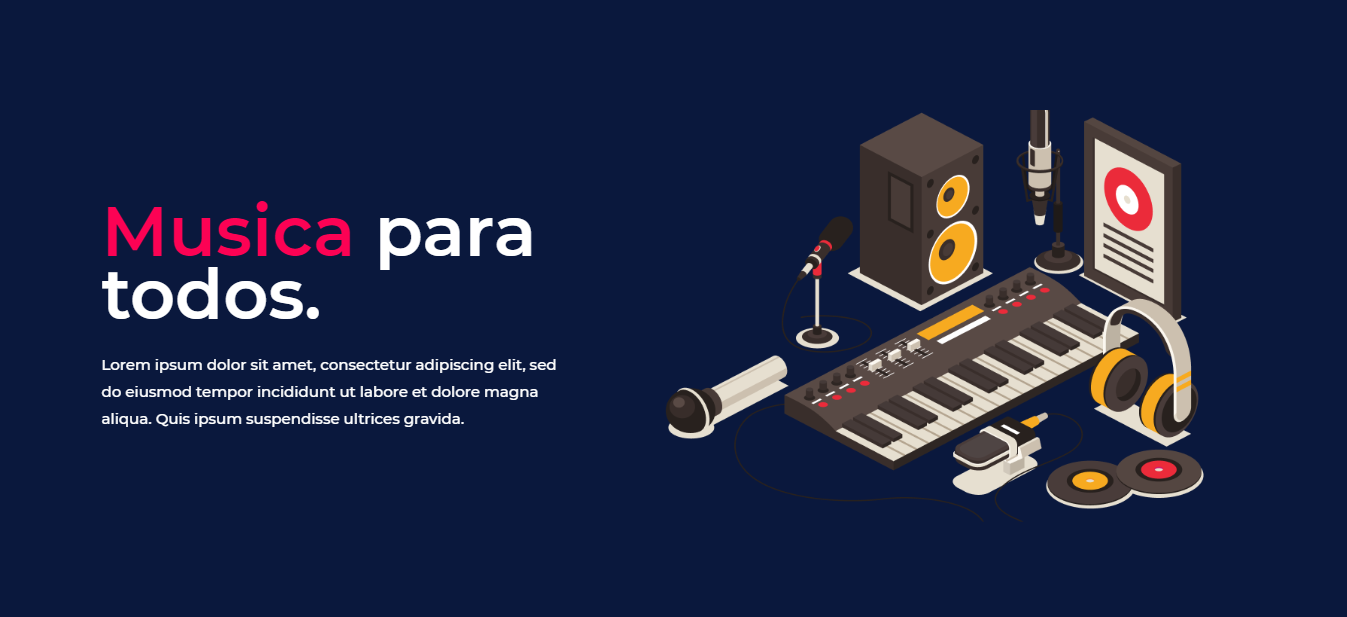 Musica para
todos.
Lorem ipsum dolor sit amet, consectetur adipiscing elit, sed
do eiusmod tempor incididunt ut labore et dolore magna
aliqua. Quis ipsum suspendisse ultrices gravida.